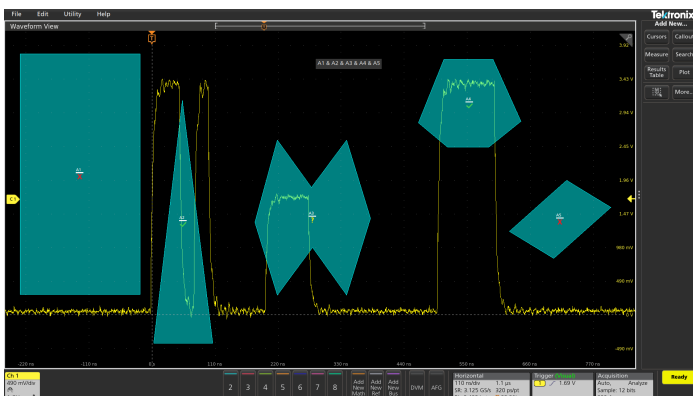 File Edit Utility Help
Tektronix
Waveform View
Add New...
Cursors Callout
Measure Search
Results Table Plot
More...
T
A1 & A2 & A3 & A4 & A5
3.92
3.43 V
2.94 V
2.45 V
1.96 V
1.47 V
980 mV
490 mV
0 V
-490 mV
A1
A2
A3
A4
A5
C1
-220 ns -110 ns 0 s 110 ns 220 ns 330 ns 440 ns 550 ns 660 ns 770 ns
Ch 1
490 mV/div
2 3 4 5 6 7 8
Add New Math
Add New Ref
Add New Bus
DVM AFG
Horizontal
110 ns/div 1.1 µs
SR: 3.125 GS/s 320 ps/pt
Trigger (Visual)
1 1.69 V
Acquisition
Auto, Analyze
Sample: 12 bits
Ready